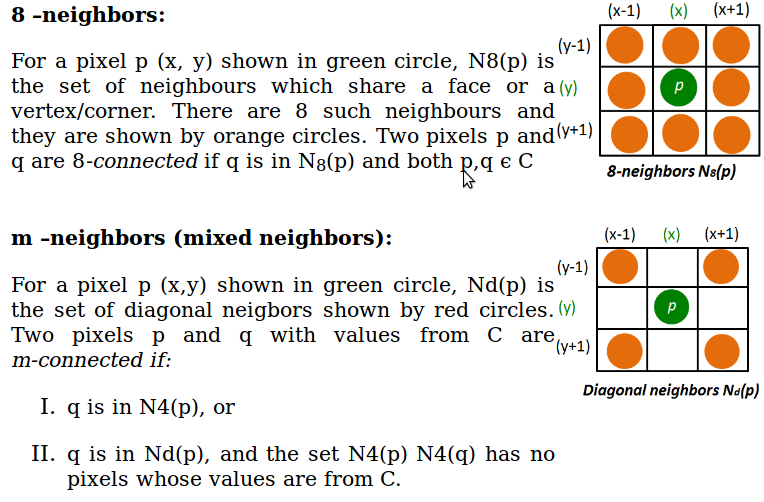 8 –neighbors:
For a pixel p (x, y) shown in green circle, N8(p) is
the set of neighbours which share a face or a
vertex/corner. There are 8 such neighbours and
they are shown by orange circles. Two pixels p and
q are 8-connected if q is in N8(p) and both p,q ϵ C
(x-1) (x) (x+1)
(y-1)
(y) p
(y+1)
8-neighbors N8(p)
m –neighbors (mixed neighbors):
For a pixel p (x,y) shown in green circle, Nd(p) is
the set of diagonal neigbors shown by red circles.
Two pixels p and q with values from C are
m-connected if:
(x-1) (x) (x+1)
(y-1)
(y) p
(y+1)
Diagonal neighbors Nd(p)
I. q is in N4(p), or
II. q is in Nd(p), and the set N4(p) N4(q) has no
pixels whose values are from C.